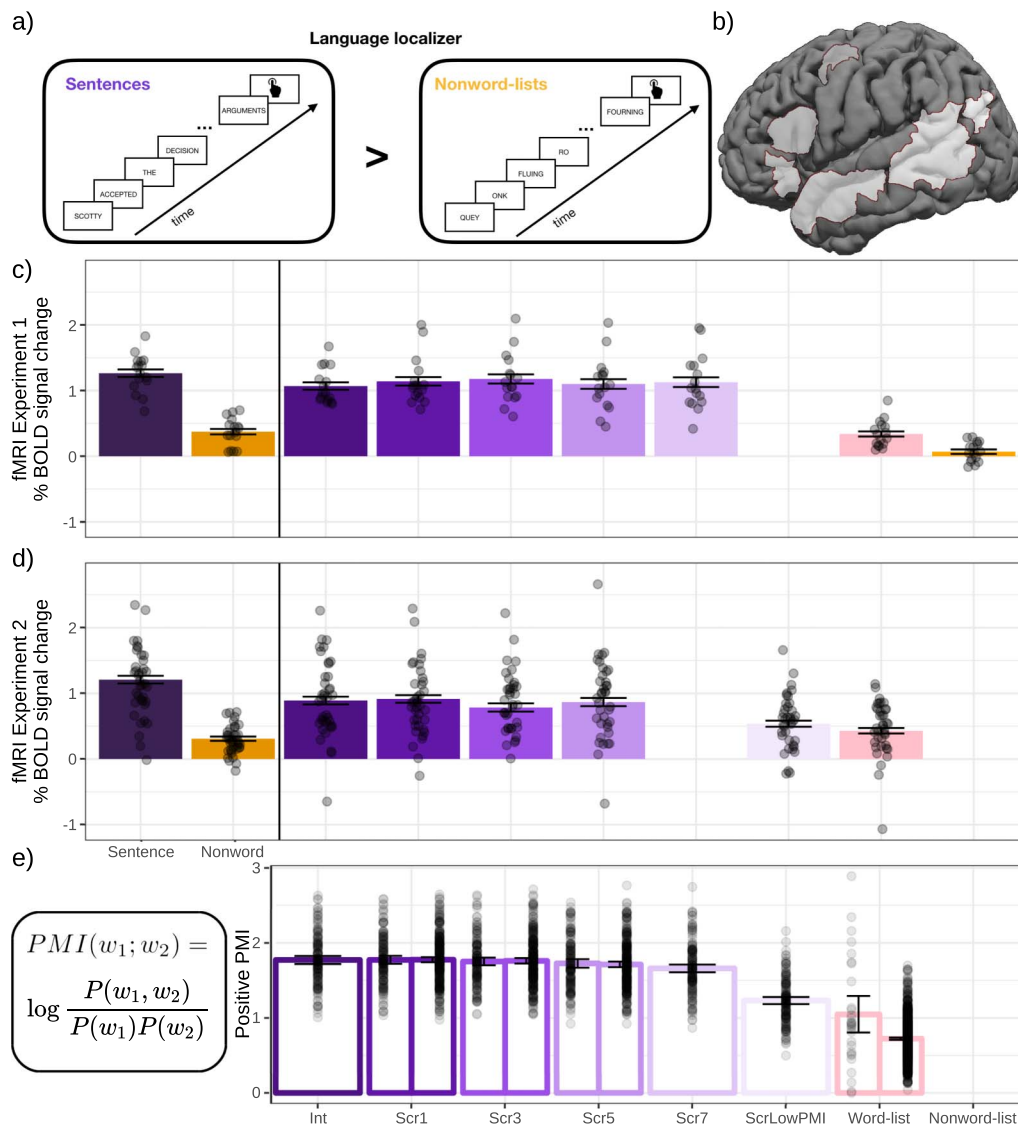 a)
Language localizer
Sentences
SCOTTY
ACCEPTED
THE
DECISION
...
ARGUMENTS
time
>
Nonword-lists
QUEY
ONK
FLUING
RO
...
FOURNING
time
b)
c)
fMRI Experiment 1
% BOLD signal change
2
1
0
-1
d)
fMRI Experiment 2
% BOLD signal change
2
1
0
-1
Sentence Nonword
e)
PMI(w1; w2) =
log P(w1, w2) / P(w1)P(w2)
Positive PMI
3
2
1
0
Int Scr1 Scr3 Scr5 Scr7 ScrLowPMI Word-list Nonword-list